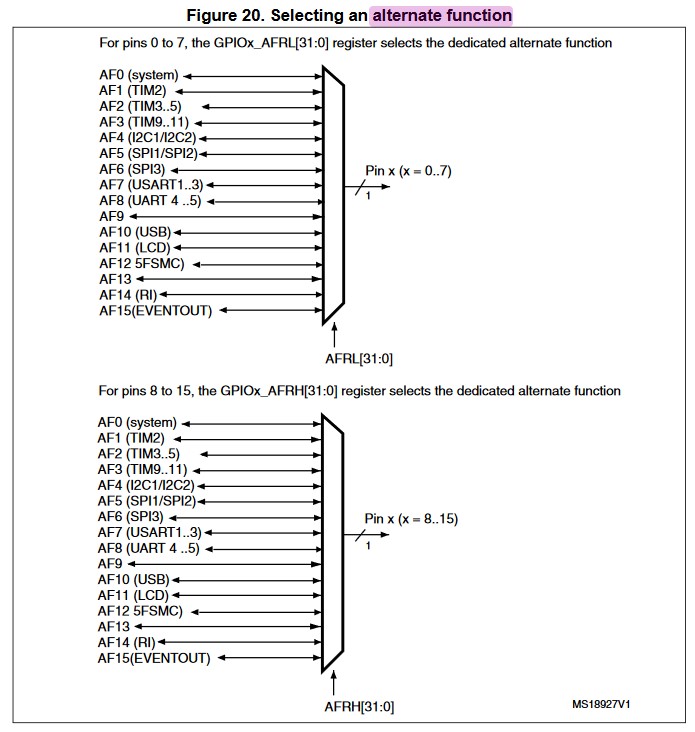 Figure 20. Selecting an alternate function
For pins 0 to 7, the GPIOx_AFRL[31:0] register selects the dedicated alternate function
AF0 (system)
AF1 (TIM2)
AF2 (TIM3..5)
AF3 (TIM9..11)
AF4 (I2C1/I2C2)
AF5 (SPI1/SPI2)
AF6 (SPI3)
AF7 (USART1..3)
AF8 (UART 4 ..5)
AF9
AF10 (USB)
AF11 (LCD)
AF12 5FSMC)
AF13
AF14 (RI)
AF15(EVENTOUT)
Pin x (x = 0..7)
1
AFRL[31:0]
For pins 8 to 15, the GPIOx_AFRH[31:0] register selects the dedicated alternate function
AF0 (system)
AF1 (TIM2)
AF2 (TIM3..5)
AF3 (TIM9..11)
AF4 (I2C1/I2C2)
AF5 (SPI1/SPI2)
AF6 (SPI3)
AF7 (USART1..3)
AF8 (UART 4 ..5)
AF9
AF10 (USB)
AF11 (LCD)
AF12 5FSMC)
AF13
AF14 (RI)
AF15(EVENTOUT)
Pin x (x = 8..15)
1
AFRH[31:0]
MS18927V1